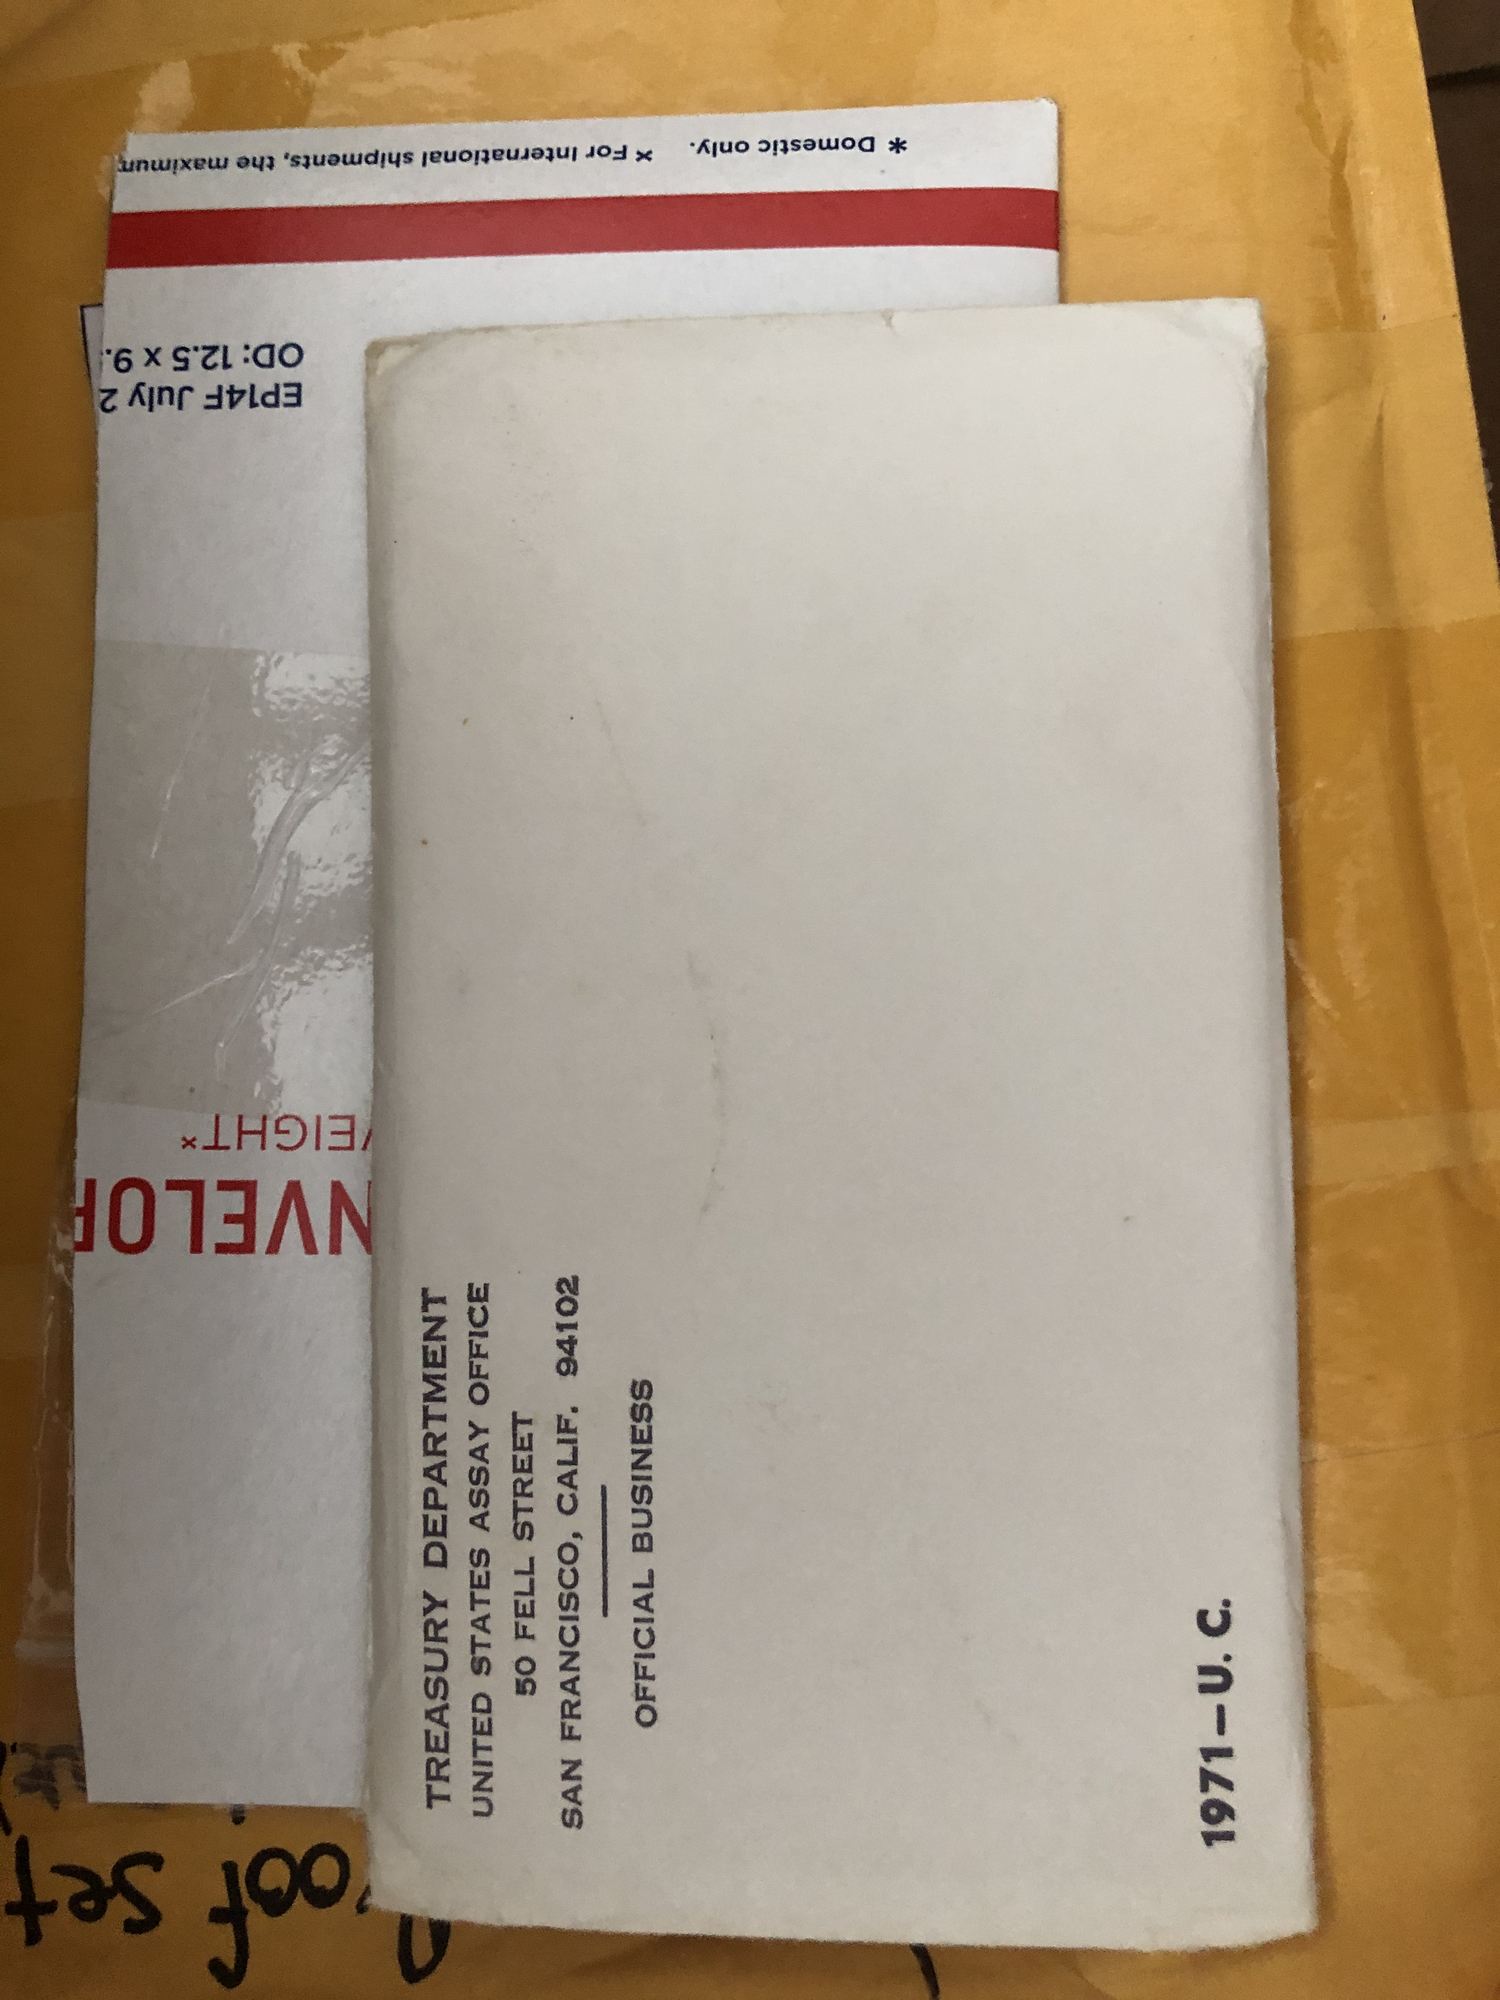 * Domestic only.   × For International shipments, the maximum
OD: 12.5 x 9.
EP14F July 2
TREASURY DEPARTMENT
UNITED STATES ASSAY OFFICE
50 FELL STREET
SAN FRANCISCO, CALIF. 94102
OFFICIAL BUSINESS
1971—U. C.
EIGHT×
NVELOP
Proof set